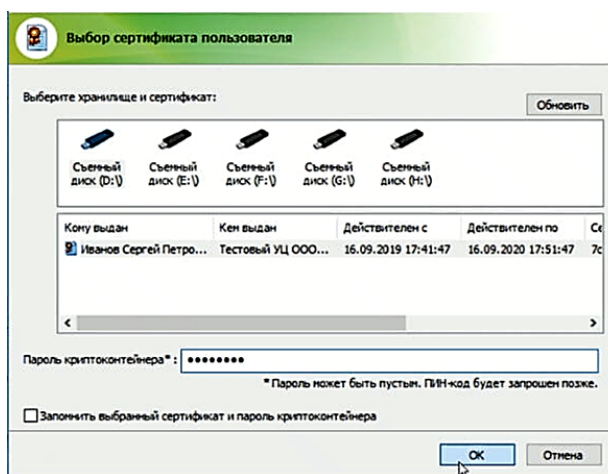 Выбор сертификата пользователя
Выберите хранилище и сертификат:
Обновить
Съемный диск (D:\) Съемный диск (E:\) Съемный диск (F:\) Съемный диск (G:\) Съемный диск (H:\)
Кому выдан Кем выдан Действителен с Действителен по Се
Иванов Сергей Петро... Тестовый УЦ ООО... 16.09.2019 17:41:47 16.09.2020 17:51:47 7c
Пароль криптоконтейнера* : ••••••••
* Пароль может быть пустым. ПИН-код будет запрошен позже.
Запомнить выбранный сертификат и пароль криптоконтейнера
ОК Отмена